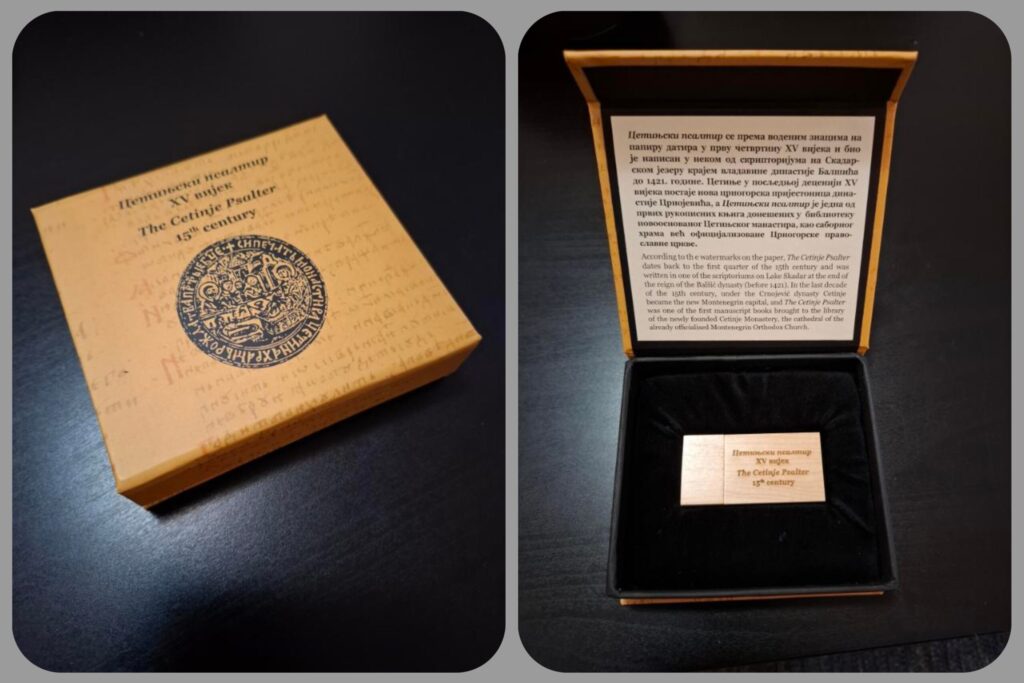 Цетињски псалтир
XV вијек
The Cetinje Psalter
15th century
Цетињски псалтир се према воденим знацима на
папиру датира у прву четвртину XV вијека и био
је написан у неком од скрипторијума на Скадар-
ском језеру крајем владавине династије Балшића
до 1421. године. Цетиње у посљедњој деценији XV
вијека постаје нова црногорска пријестоница дина-
стије Црнојевића, а Цетињски псалтир је једна од
првих рукописних књига донешених у библиотеку
новооснованог Цетињског манастира, као саборног
храма већ официјализоване Црногорске право-
славне цркве.
According to the watermarks on the paper, The Cetinje Psalter
dates back to the first quarter of the 15th century and was
written in one of the scriptoriums on Lake Skadar at the end of
the reign of the Balšić dynasty (before 1421). In the last decade
of the 15th century, under the Crnojević dynasty Cetinje
became the new Montenegrin capital, and The Cetinje Psalter
was one of the first manuscript books brought to the library
of the newly founded Cetinje Monastery, the cathedral of the
already officialised Montenegrin Orthodox Church.
Цетињски псалтир
XV вијек
The Cetinje Psalter
15th century